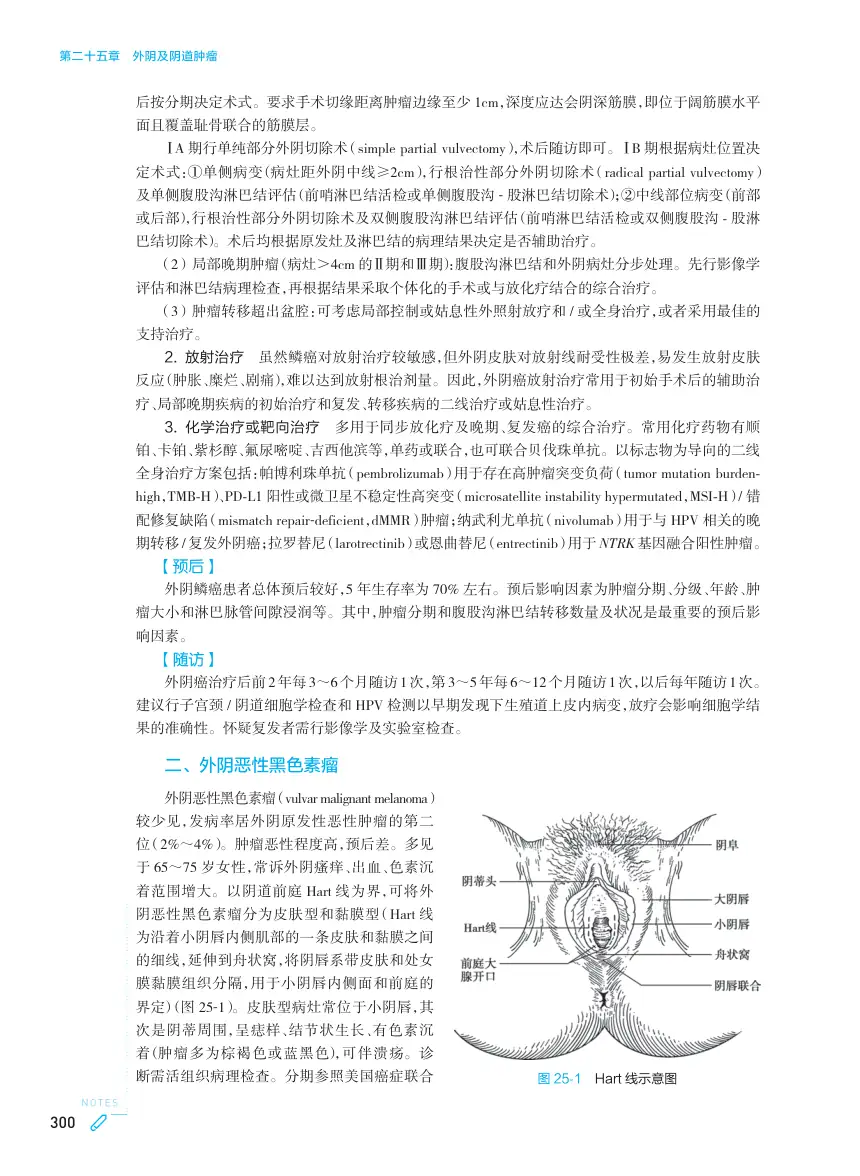 第二十五章 外阴及阴道肿瘤
后按分期决定术式。要求手术切缘距离肿瘤边缘至少 1cm,深度应达会阴深筋膜,即位于阔筋膜水平
面且覆盖耻骨联合的筋膜层。
ⅠA 期行单纯部分外阴切除术(simple partial vulvectomy),术后随访即可。ⅠB 期根据病灶位置决
定术式:①单侧病变(病灶距外阴中线≥2cm),行根治性部分外阴切除术(radical partial vulvectomy)
及单侧腹股沟淋巴结评估(前哨淋巴结活检或单侧腹股沟 - 股淋巴结切除术);②中线部位病变(前部
或后部),行根治性部分外阴切除术及双侧腹股沟淋巴结评估(前哨淋巴结活检或双侧腹股沟 - 股淋
巴结切除术)。术后均根据原发灶及淋巴结的病理结果决定是否辅助治疗。
(2)局部晚期肿瘤(病灶>4cm 的Ⅱ期和Ⅲ期):腹股沟淋巴结和外阴病灶分步处理。先行影像学
评估和淋巴结病理检查,再根据结果采取个体化的手术或与放化疗结合的综合治疗。
(3)肿瘤转移超出盆腔:可考虑局部控制或姑息性外照射放疗和 / 或全身治疗,或者采用最佳的
支持治疗。
2. 放射治疗 虽然鳞癌对放射治疗较敏感,但外阴皮肤对放射线耐受性极差,易发生放射皮肤
反应(肿胀、糜烂、剧痛),难以达到放射根治剂量。因此,外阴癌放射治疗常用于初始手术后的辅助治
疗、局部晚期疾病的初始治疗和复发、转移疾病的二线治疗或姑息性治疗。
3. 化学治疗或靶向治疗 多用于同步放化疗及晚期、复发癌的综合治疗。常用化疗药物有顺
铂、卡铂、紫杉醇、氟尿嘧啶、吉西他滨等,单药或联合,也可联合贝伐珠单抗。以标志物为导向的二线
全身治疗方案包括:帕博利珠单抗(pembrolizumab)用于存在高肿瘤突变负荷(tumor mutation burden-
high,TMB-H)、PD-L1 阳性或微卫星不稳定性高突变(microsatellite instability hypermutated,MSI-H)/ 错
配修复缺陷(mismatch repair-deficient,dMMR)肿瘤;纳武利尤单抗(nivolumab)用于与 HPV 相关的晚
期转移 / 复发外阴癌;拉罗替尼(larotrectinib)或恩曲替尼(entrectinib)用于 NTRK 基因融合阳性肿瘤。
【预后】
外阴鳞癌患者总体预后较好,5 年生存率为 70% 左右。预后影响因素为肿瘤分期、分级、年龄、肿
瘤大小和淋巴脉管间隙浸润等。其中,肿瘤分期和腹股沟淋巴结转移数量及状况是最重要的预后影
响因素。
【随访】
外阴癌治疗后前 2 年每 3~6 个月随访 1 次,第 3~5 年每 6~12 个月随访 1 次,以后每年随访 1 次。
建议行子宫颈 / 阴道细胞学检查和 HPV 检测以早期发现下生殖道上皮内病变,放疗会影响细胞学结
果的准确性。怀疑复发者需行影像学及实验室检查。
二、外阴恶性黑色素瘤
外阴恶性黑色素瘤(vulvar malignant melanoma)
较少见,发病率居外阴原发性恶性肿瘤的第二
位(2%~4%)。肿瘤恶性程度高,预后差。多见
于 65~75 岁女性,常诉外阴瘙痒、出血、色素沉
着范围增大。以阴道前庭 Hart 线为界,可将外
阴恶性黑色素瘤分为皮肤型和黏膜型(Hart 线
为沿着小阴唇内侧肌部的一条皮肤和黏膜之间
的细线,延伸到舟状窝,将阴唇系带皮肤和处女
膜黏膜组织分隔,用于小阴唇内侧面和前庭的
界定)(图 25-1)。皮肤型病灶常位于小阴唇,其
次是阴蒂周围,呈痣样、结节状生长、有色素沉
着(肿瘤多为棕褐色或蓝黑色),可伴溃疡。诊
断需活组织病理检查。分期参照美国癌症联合
阴阜
阴蒂头
大阴唇
小阴唇
Hart线
舟状窝
前庭大
腺开口
阴唇联合
图 25-1 Hart 线示意图
NOTES
300